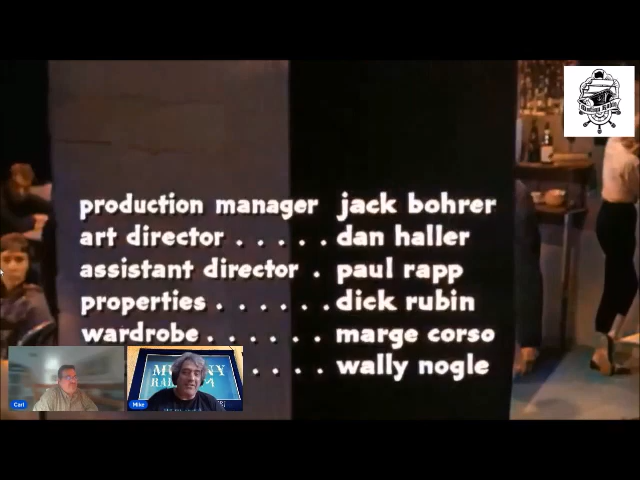 production manager jack bohrer
art director . . . . . dan haller
assistant director . paul rapp
properties . . . . . . dick rubin
wardrobe . . . . . . marge corso
. . . . wally nogle
Carl
Mike